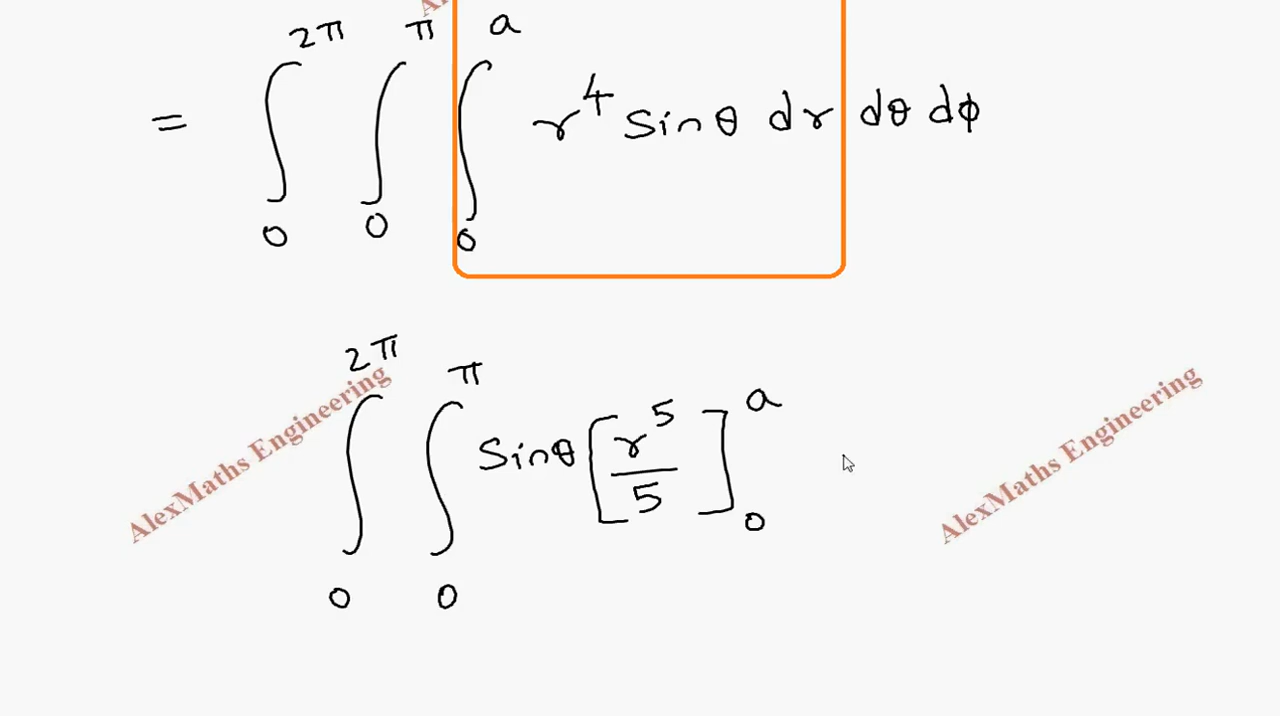 = ∫₀^{2π} ∫₀^{π} ∫₀^{a} r⁴ Sinθ dr dθ dϕ
∫₀^{2π} ∫₀^{π} Sinθ [r⁵/5]₀^{a}
AlexMaths Engineering
AlexMaths Engineering